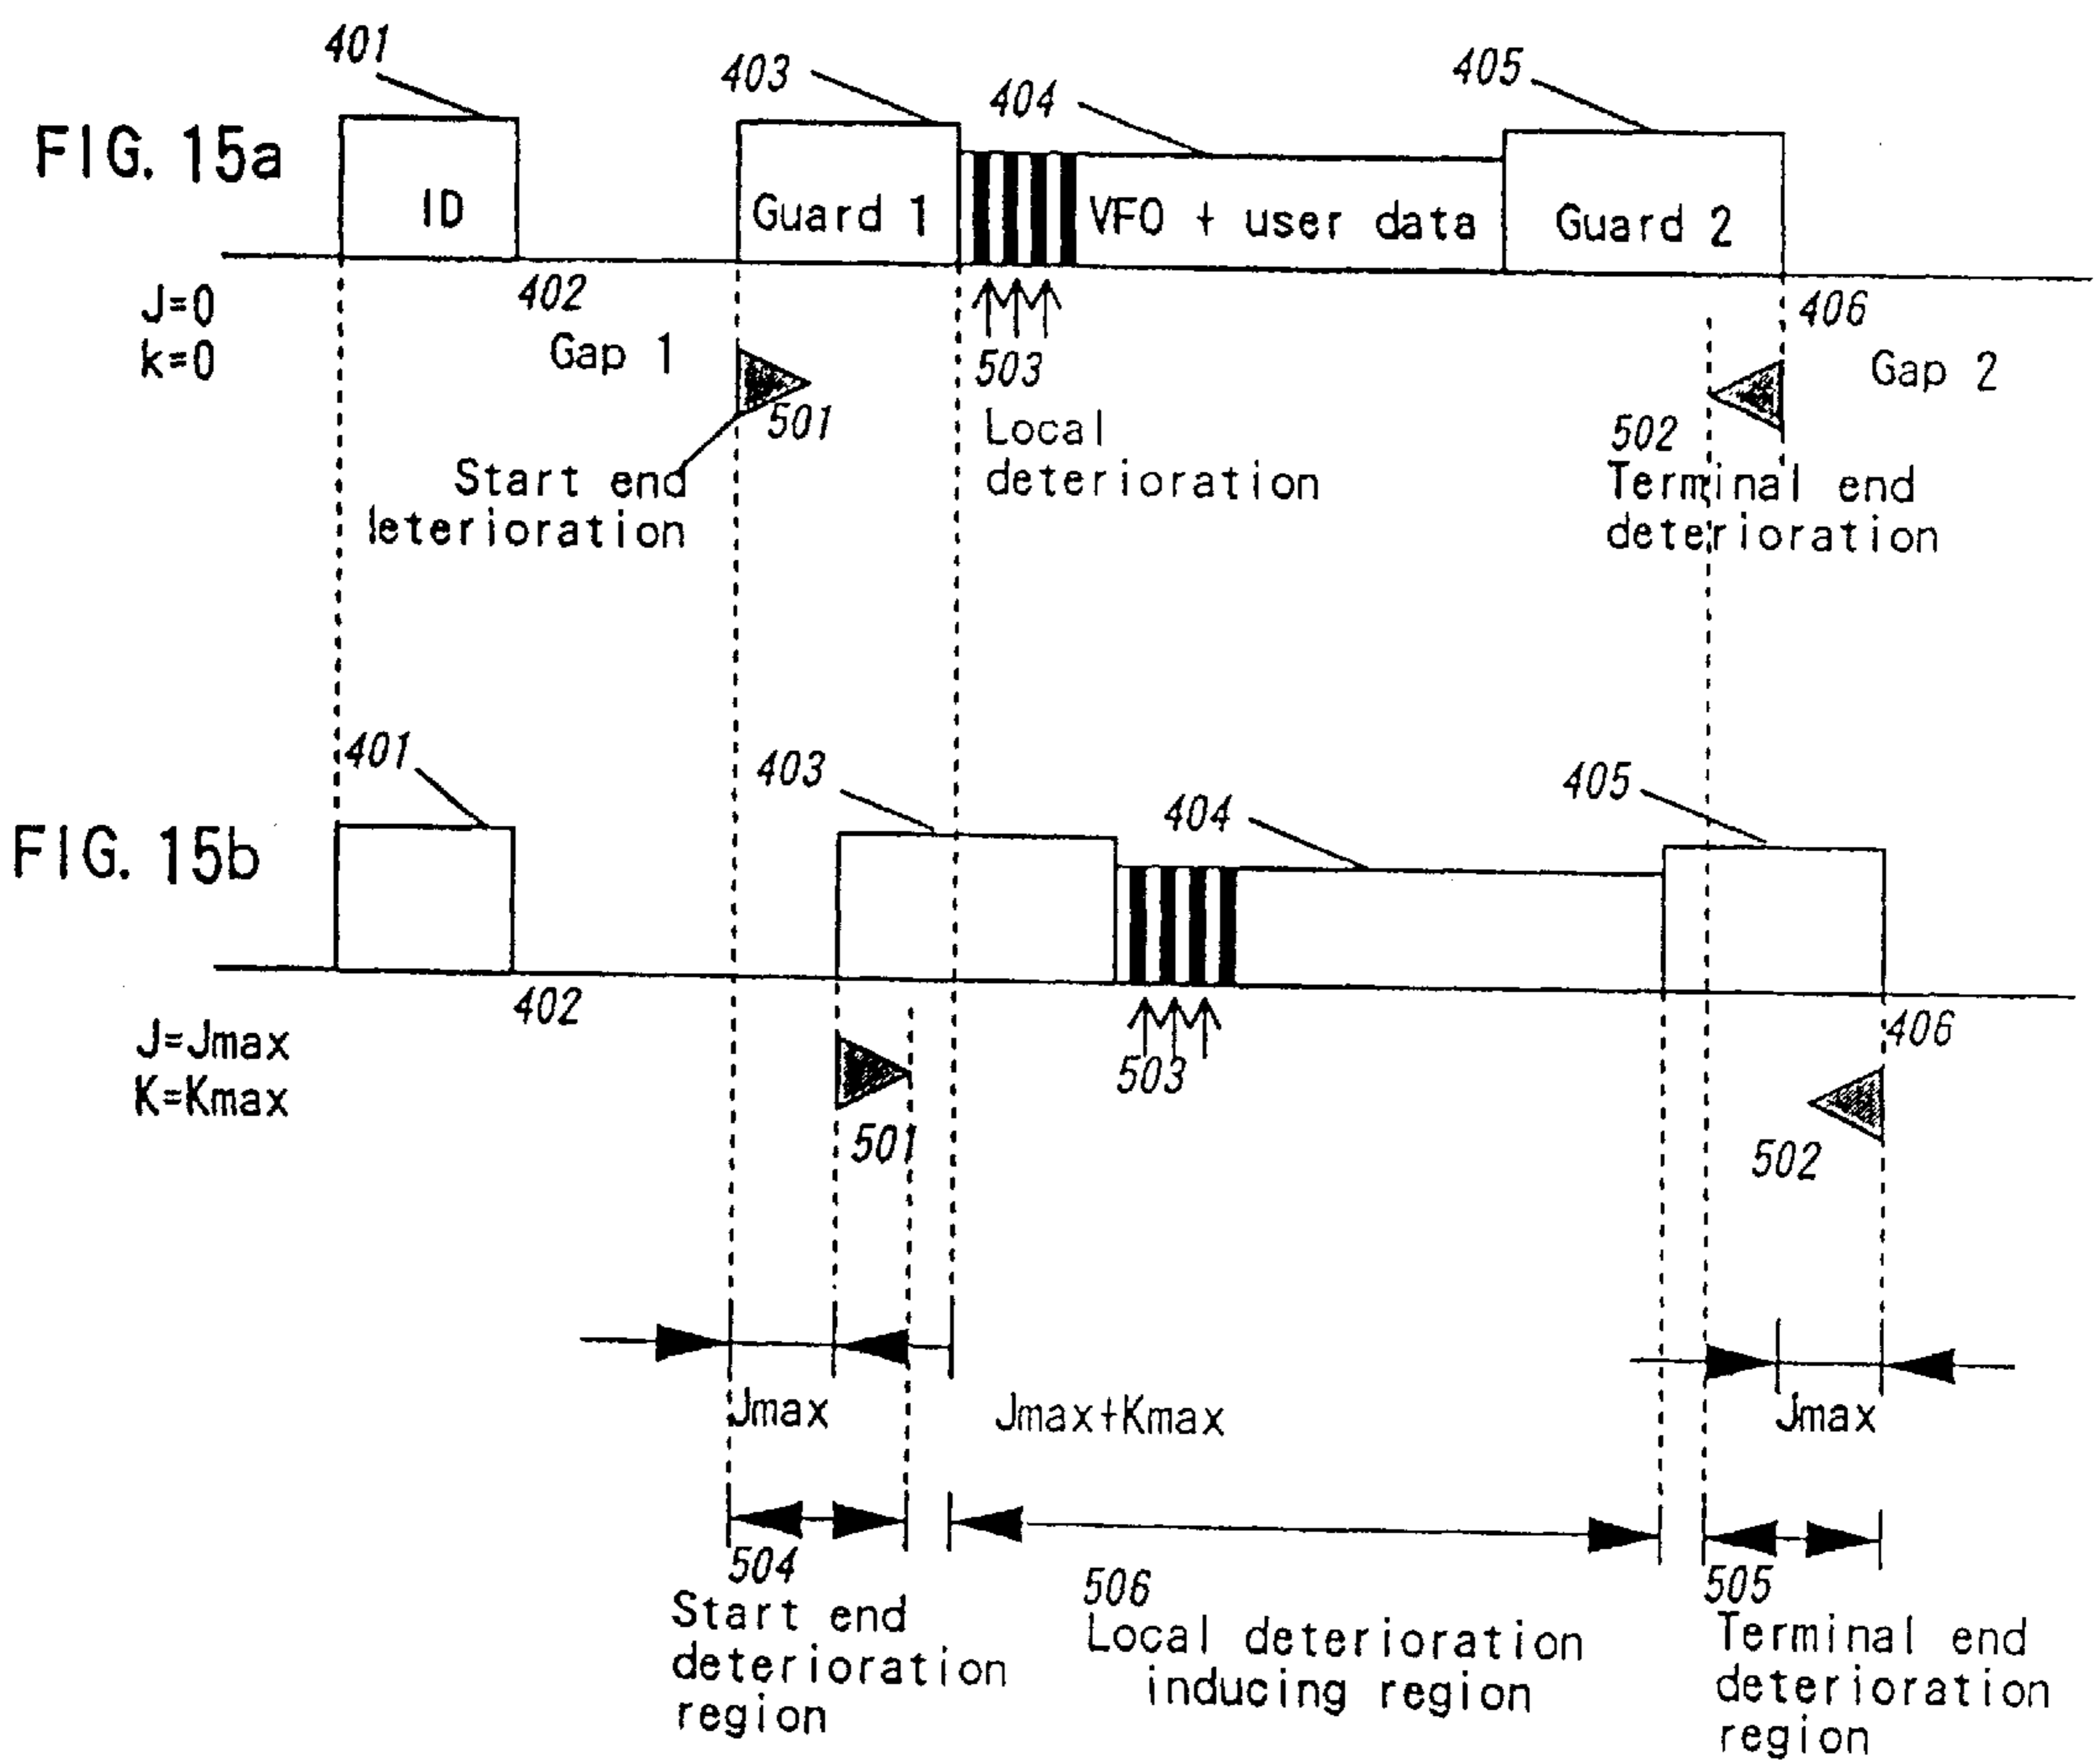 401
403
404
405
FIG. 15a
ID
Guard 1
VFO + user data
Guard 2
J=0
k=0
402
Gap 1
501
Start end
leterioration
503
Local
deterioration
406
Gap 2
502
Terminal end
deterioration
401
403
404
405
FIG. 15b
402
J=Jmax
K=Kmax
501
503
406
502
Jmax
Jmax+Kmax
Jmax
504
Start end
deterioration
region
506
Local deterioration
inducing region
505
Terminal end
deterioration
region